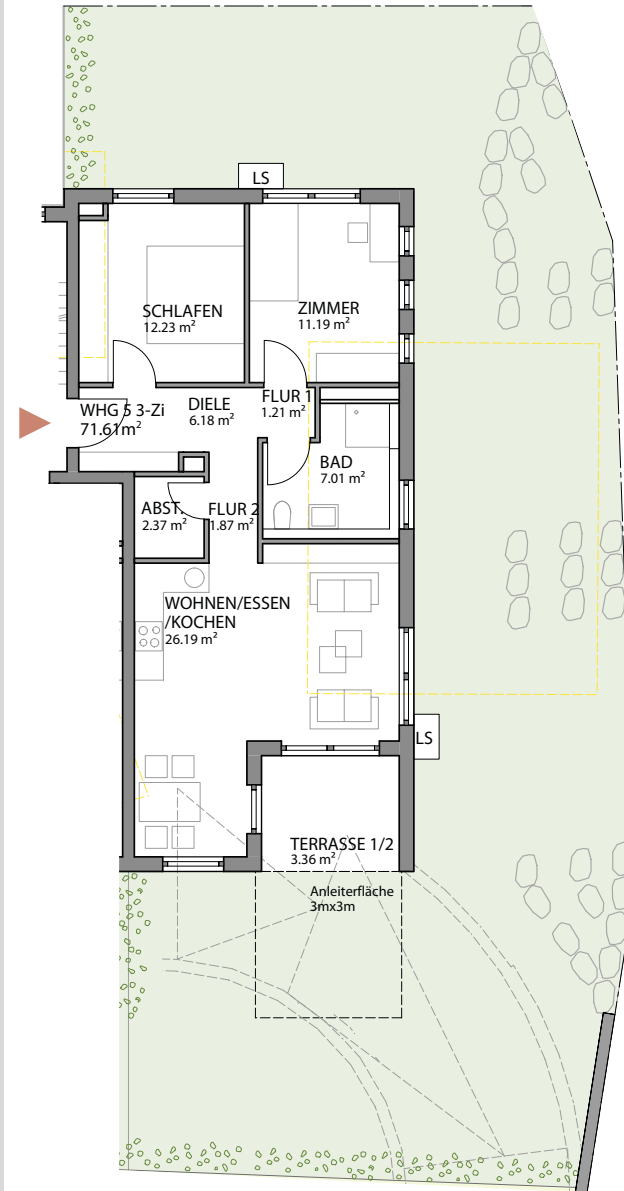 LS
SCHLAFEN
12.23 m²
ZIMMER
11.19 m²
WHG 5 3-Zi
71.61m²
DIELE
6.18 m²
FLUR 1
1.21 m²
BAD
7.01 m²
ABST.
2.37 m²
FLUR 2
1.87 m²
WOHNEN/ESSEN
/KOCHEN
26.19 m²
LS
TERRASSE 1/2
3.36 m²
Anleiterfläche
3mx3m